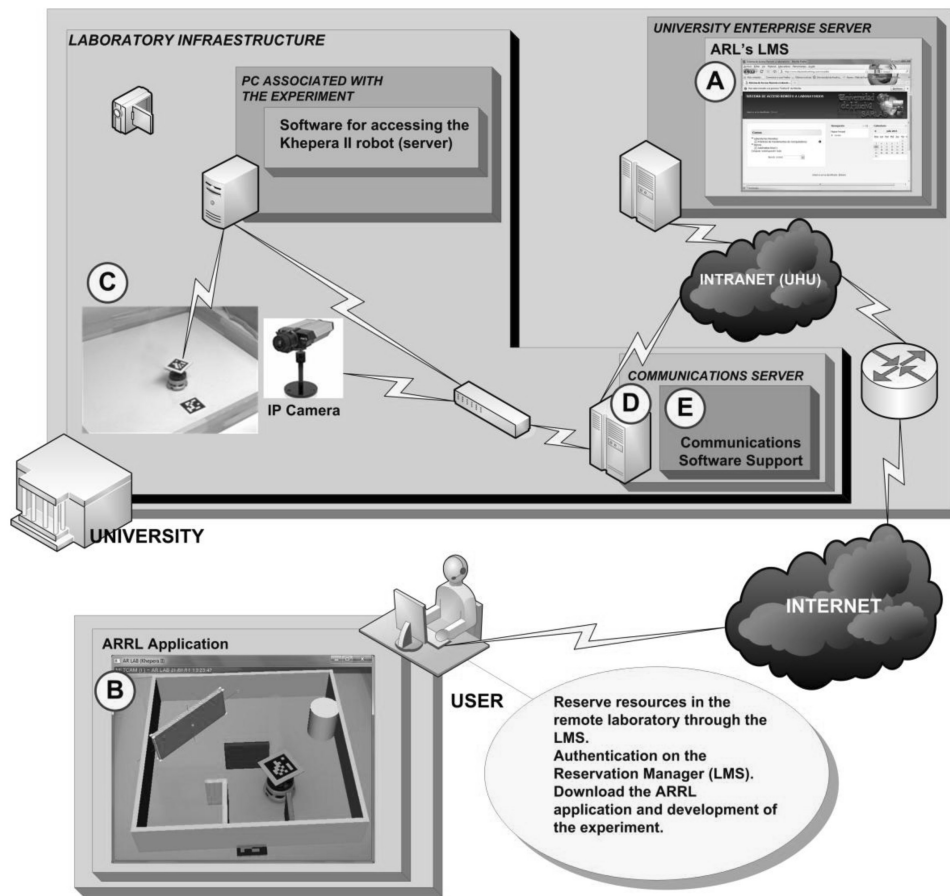 LABORATORY INFRAESTRUCTURE
PC ASSOCIATED WITH
THE EXPERIMENT
Software for accessing the
Khepera II robot (server)
UNIVERSITY ENTERPRISE SERVER
ARL's LMS
A
INTRANET (UHU)
C
IP Camera
COMMUNICATIONS SERVER
D
E
Communications
Software Support
UNIVERSITY
INTERNET
ARRL Application
B
USER
Reserve resources in the
remote laboratory through the
LMS.
Authentication on the
Reservation Manager (LMS).
Download the ARRL
application and development of
the experiment.